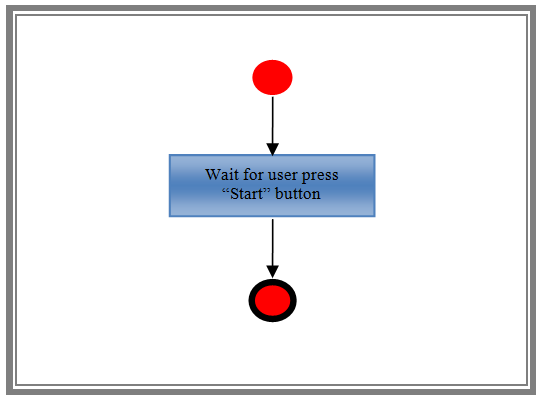 Wait for user press
“Start” button